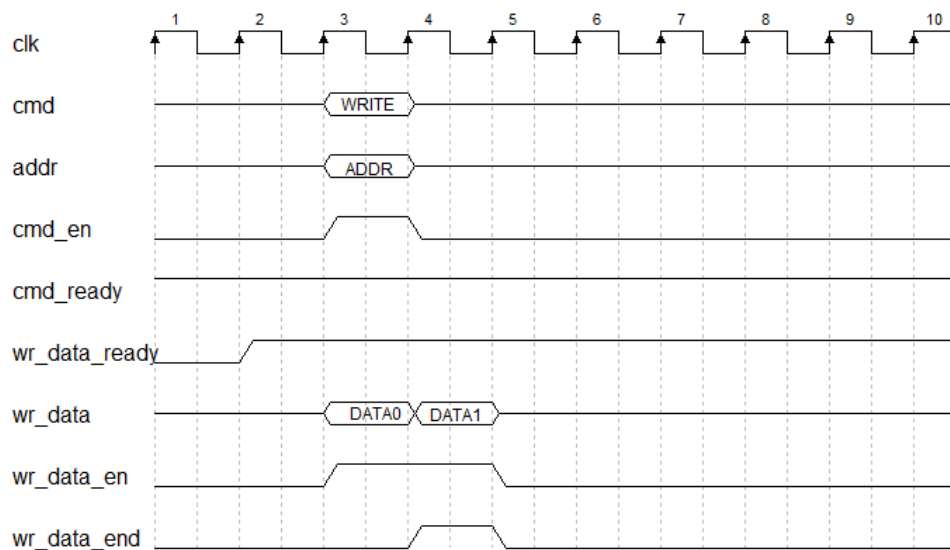 1 2 3 4 5 6 7 8 9 10
clk
cmd WRITE
addr ADDR
cmd_en
cmd_ready
wr_data_ready
wr_data DATA0 DATA1
wr_data_en
wr_data_end